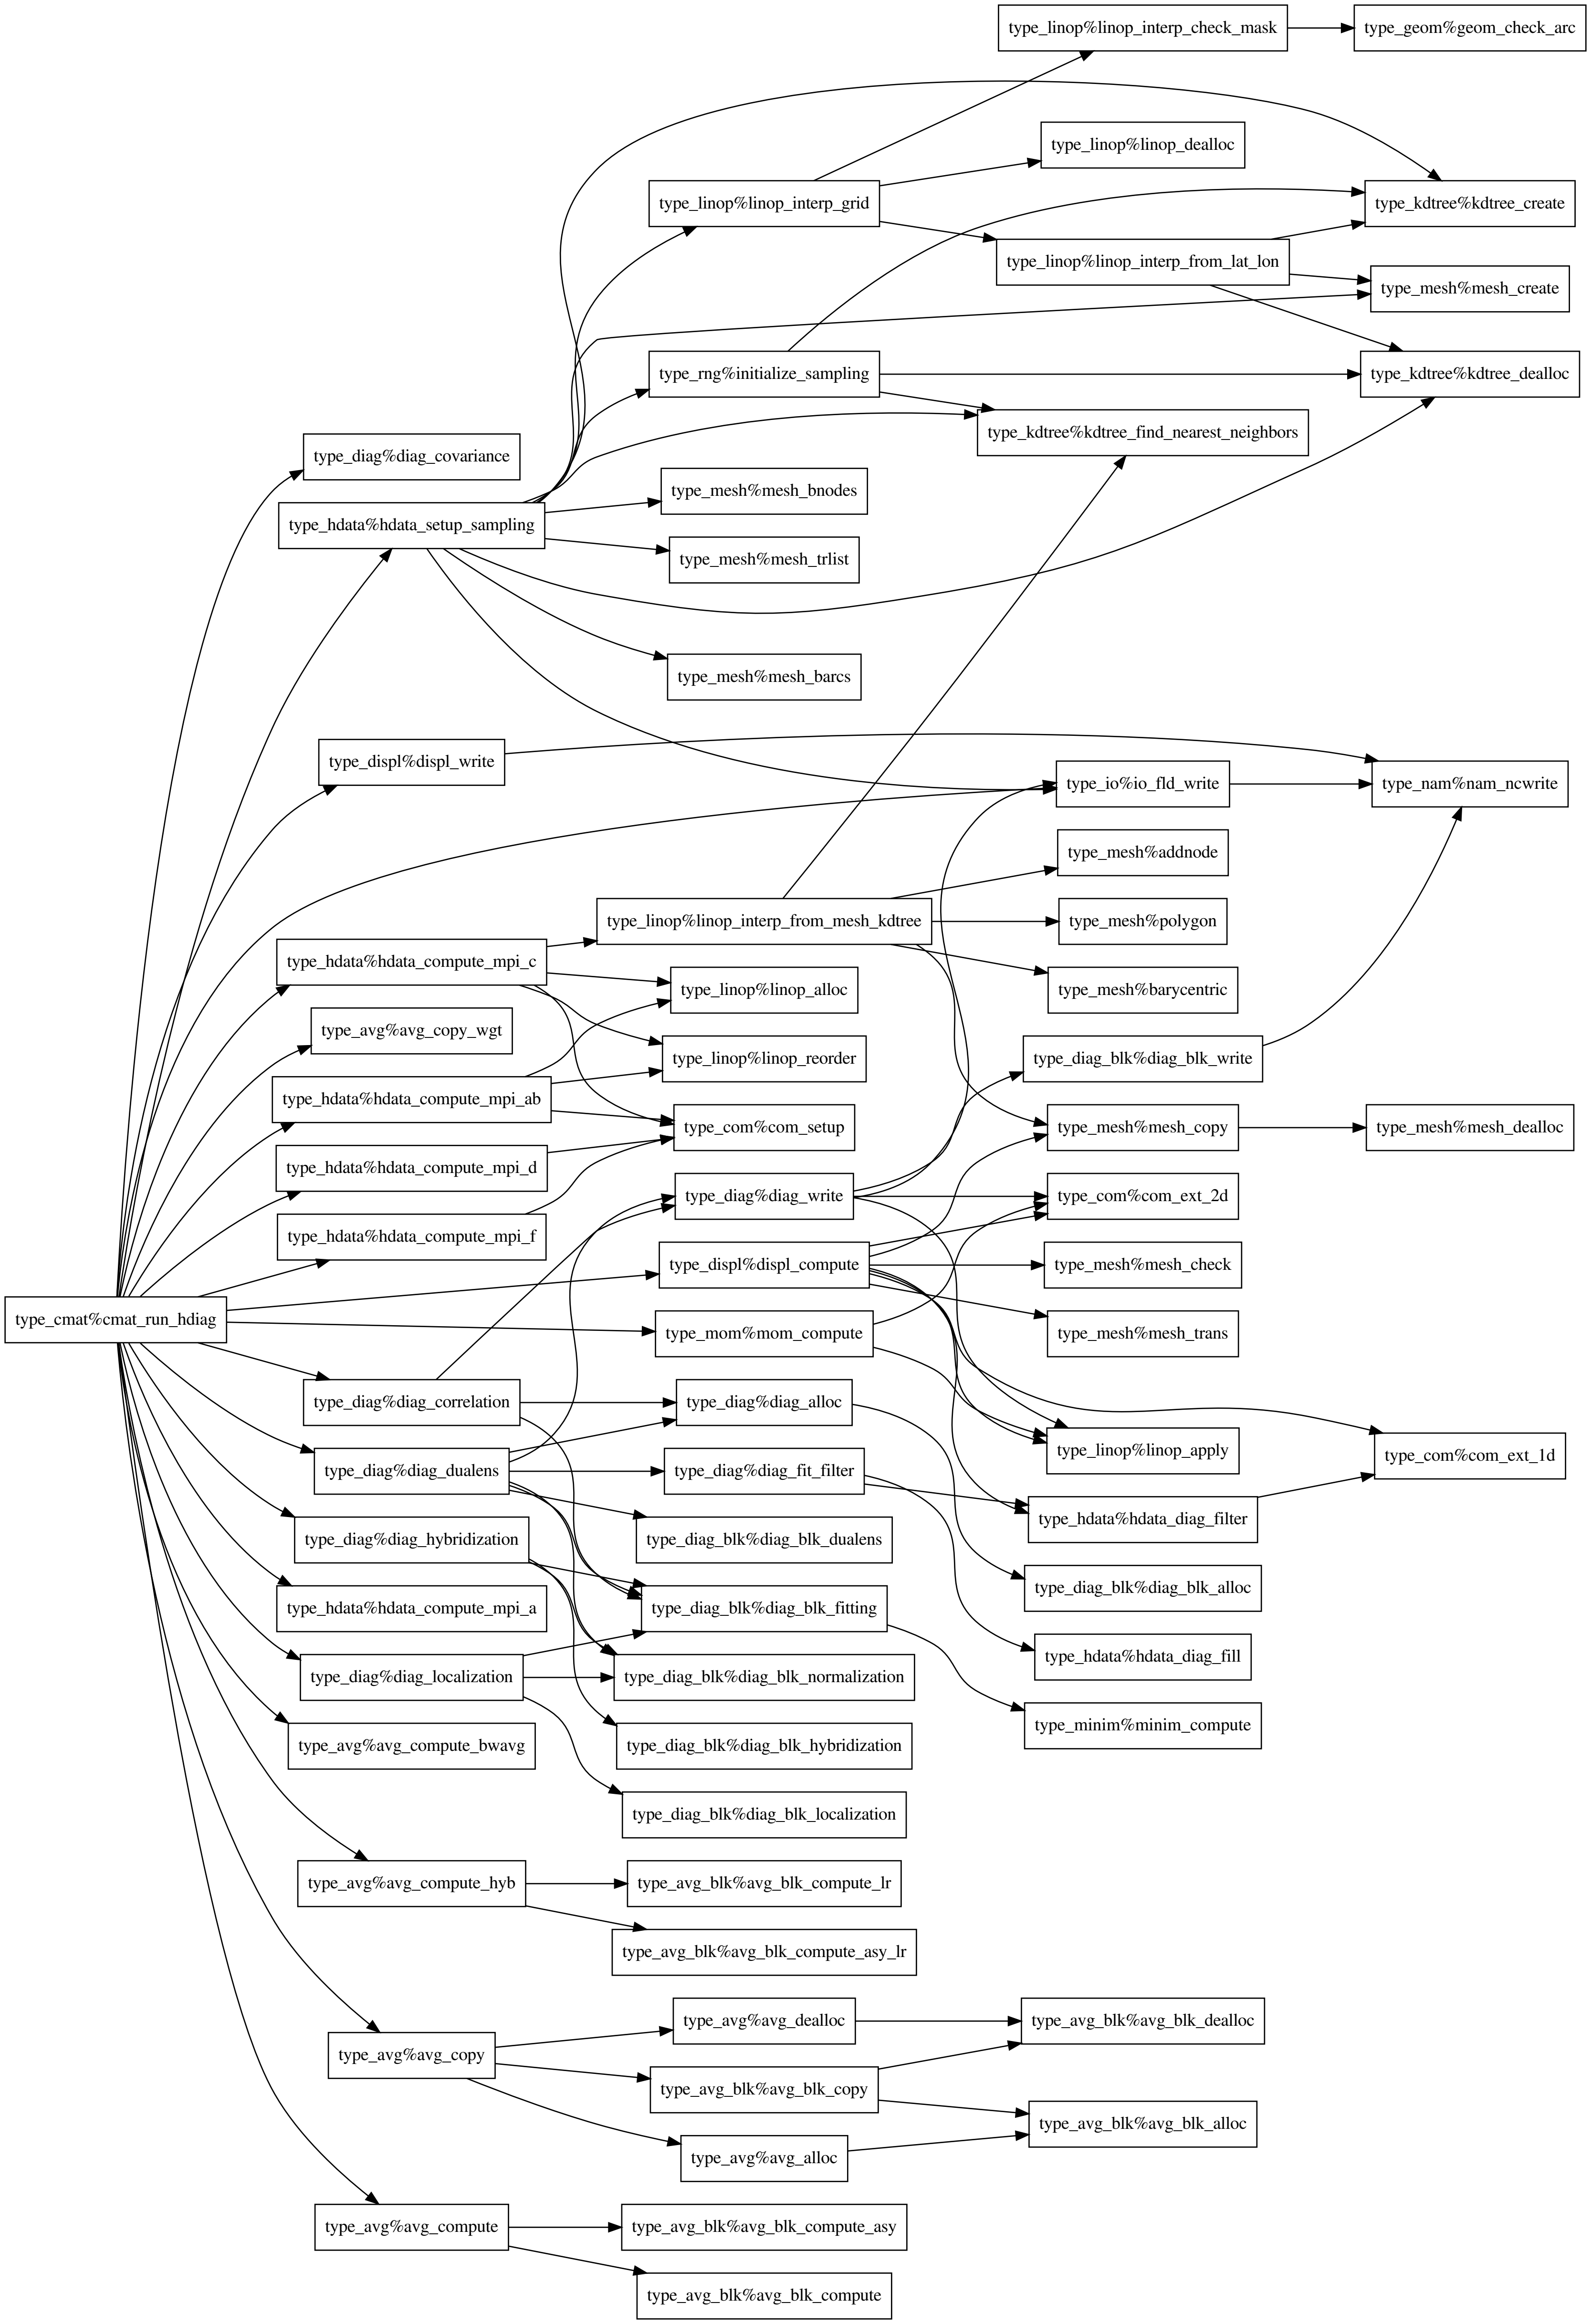 type_linop%linop_interp_check_mask
type_geom%geom_check_arc
type_linop%linop_dealloc
type_linop%linop_interp_grid
type_kdtree%kdtree_create
type_linop%linop_interp_from_lat_lon
type_mesh%mesh_create
type_rng%initialize_sampling
type_kdtree%kdtree_dealloc
type_kdtree%kdtree_find_nearest_neighbors
type_diag%diag_covariance
type_mesh%mesh_bnodes
type_hdata%hdata_setup_sampling
type_mesh%mesh_trlist
type_mesh%mesh_barcs
type_displ%displ_write
type_io%io_fld_write
type_nam%nam_ncwrite
type_mesh%addnode
type_linop%linop_interp_from_mesh_kdtree
type_mesh%polygon
type_hdata%hdata_compute_mpi_c
type_linop%linop_alloc
type_mesh%barycentric
type_avg%avg_copy_wgt
type_linop%linop_reorder
type_diag_blk%diag_blk_write
type_hdata%hdata_compute_mpi_ab
type_com%com_setup
type_mesh%mesh_copy
type_mesh%mesh_dealloc
type_hdata%hdata_compute_mpi_d
type_diag%diag_write
type_com%com_ext_2d
type_hdata%hdata_compute_mpi_f
type_displ%displ_compute
type_mesh%mesh_check
type_cmat%cmat_run_hdiag
type_mom%mom_compute
type_mesh%mesh_trans
type_diag%diag_correlation
type_diag%diag_alloc
type_linop%linop_apply
type_com%com_ext_1d
type_diag%diag_dualens
type_diag%diag_fit_filter
type_hdata%hdata_diag_filter
type_diag%diag_hybridization
type_diag_blk%diag_blk_dualens
type_diag_blk%diag_blk_alloc
type_hdata%hdata_compute_mpi_a
type_diag_blk%diag_blk_fitting
type_hdata%hdata_diag_fill
type_diag%diag_localization
type_diag_blk%diag_blk_normalization
type_minim%minim_compute
type_avg%avg_compute_bwavg
type_diag_blk%diag_blk_hybridization
type_diag_blk%diag_blk_localization
type_avg%avg_compute_hyb
type_avg_blk%avg_blk_compute_lr
type_avg_blk%avg_blk_compute_asy_lr
type_avg%avg_dealloc
type_avg_blk%avg_blk_dealloc
type_avg%avg_copy
type_avg_blk%avg_blk_copy
type_avg_blk%avg_blk_alloc
type_avg%avg_alloc
type_avg%avg_compute
type_avg_blk%avg_blk_compute_asy
type_avg_blk%avg_blk_compute